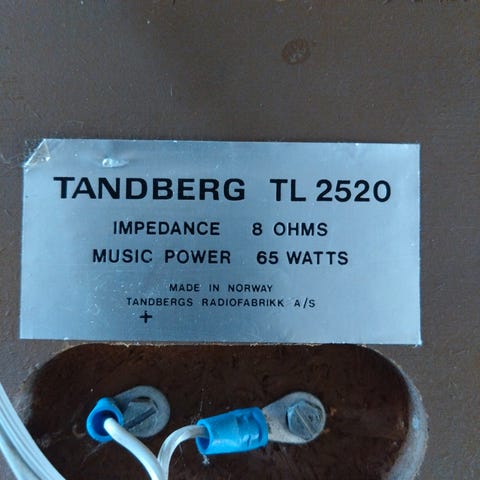 TANDBERG TL 2520
IMPEDANCE 8 OHMS
MUSIC POWER 65 WATTS
MADE IN NORWAY
TANDBERGS RADIOFABRIKK A/S
+